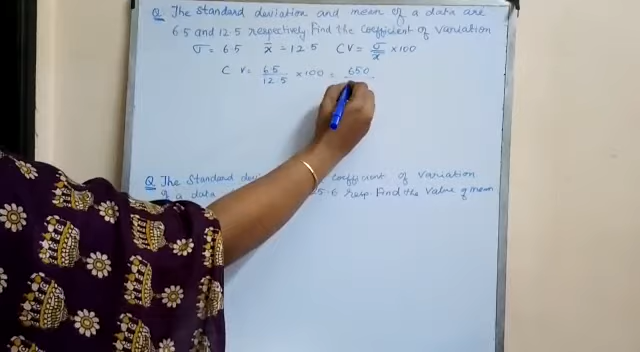 Q. The Standard deviation and mean of a data are
6.5 and 12.5 respectively Find the Coefficient of Variation
σ = 6.5 x̄ = 12.5 CV = σ/x̄ × 100
C V = 6.5/12.5 × 100 = 650
Q. The Standard coefficient of variation
of a data 5.6 resp. Find the value of mean